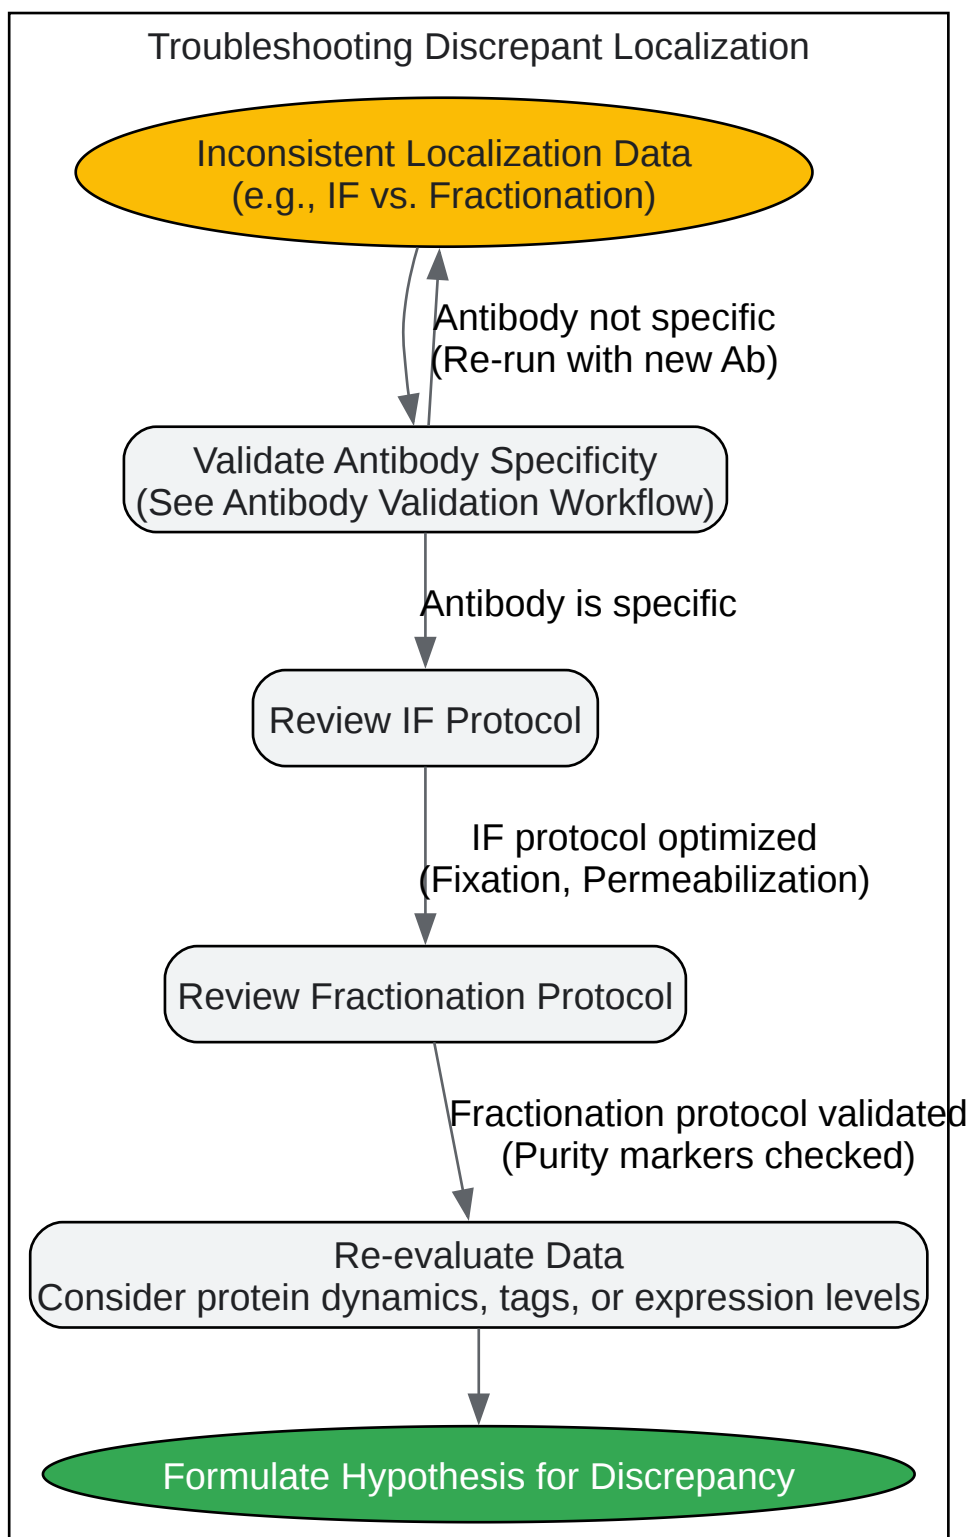 Troubleshooting Discrepant Localization
Inconsistent Localization Data
(e.g., IF vs. Fractionation)
Antibody not specific
(Re-run with new Ab)
Validate Antibody Specificity
(See Antibody Validation Workflow)
Antibody is specific
Review IF Protocol
IF protocol optimized
(Fixation, Permeabilization)
Review Fractionation Protocol
Fractionation protocol validated
(Purity markers checked)
Re-evaluate Data
Consider protein dynamics, tags, or expression levels
Formulate Hypothesis for Discrepancy